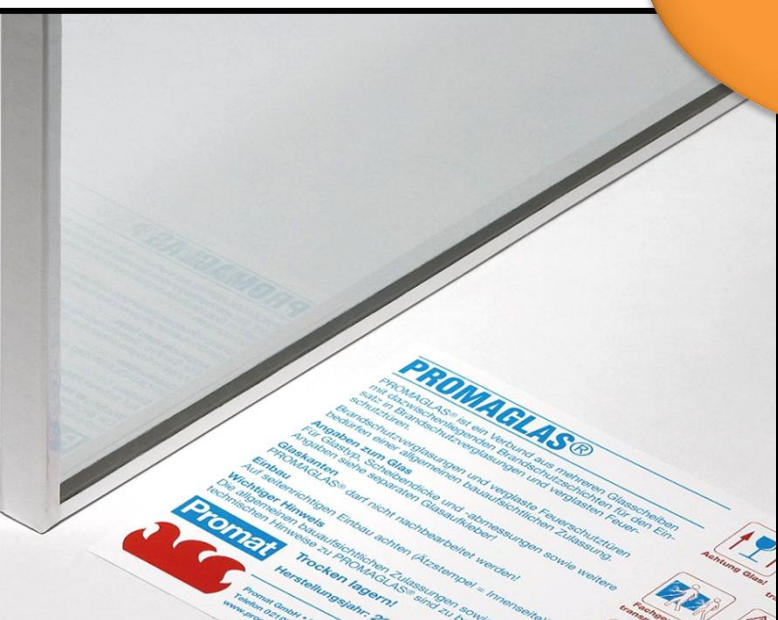 PROMAGLAS®
PROMAGLAS® ist ein Verbund aus mehreren Glasscheiben
mit dazwischenliegenden Brandschutzschichten für den Ein-
satz in Brandschutzverglasungen und verglasten Feuer-
schutztüren.
Brandschutzverglasungen und verglaste Feuerschutztüren
bedürfen einer allgemeinen bauaufsichtlicher Zulassung.
Angaben zum Glas
Für Glastyp, Scheibendicke und -abmessungen sowie weitere
Angaben siehe separaten Glasaufkleber!
Glaskanten
PROMAGLAS® darf nicht nachbearbeitet werden!
Einbau
Auf seitenrichtigen Einbau achten (Ätzstempel = Innenseite)
Wichtiger Hinweis
Die allgemeinen bauaufsichtlichen Zulassungen sowie
technischen Hinweise zu PROMAGLAS® sind zu
Promat
Trocken lagern!
Herstellungsjahr:
Promat GmbH
Telefon
Achtung Glas!